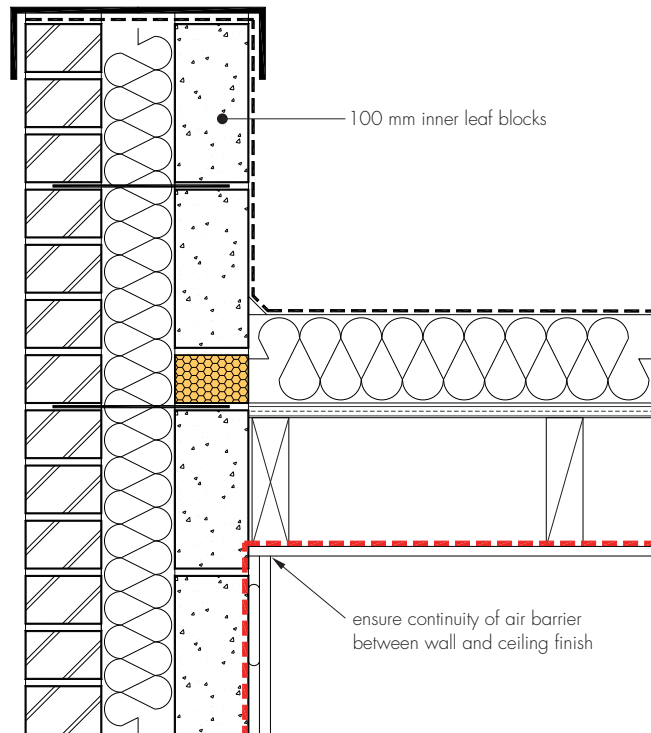 100 mm inner leaf blocks
ensure continuity of air barrier
between wall and ceiling finish